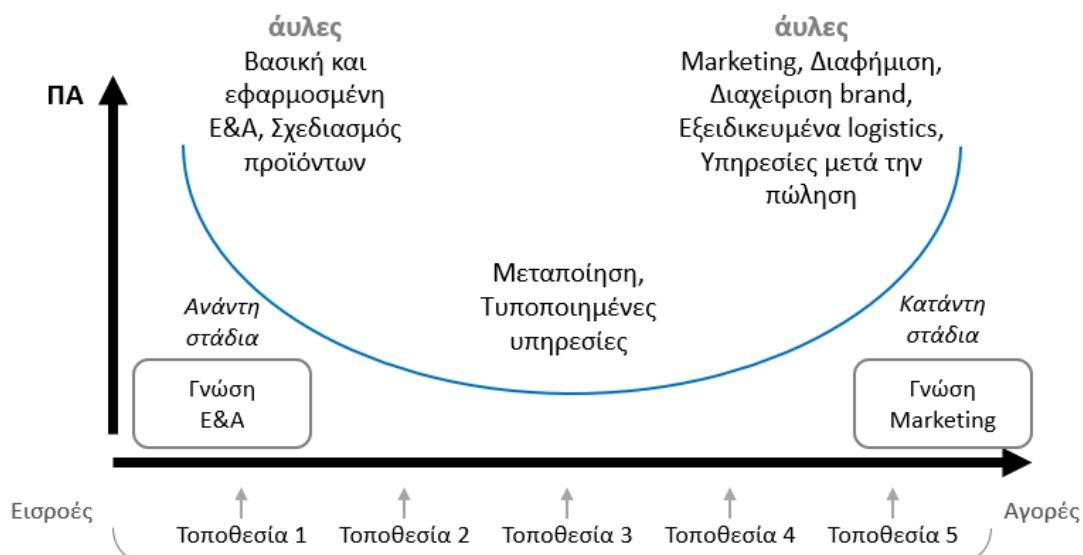 άυλες
Βασική και
εφαρμοσμένη
Ε&Α, Σχεδιασμός
προϊόντων
άυλες
Marketing, Διαφήμιση,
Διαχείριση brand,
Εξειδικευμένα logistics,
Υπηρεσίες μετά την
πώληση
ΠΑ
Μεταποίηση,
Τυποποιημένες
υπηρεσίες
Ανάντη
στάδια
Κατάντη
στάδια
Γνώση
Ε&Α
Γνώση
Marketing
Εισροές
Αγορές
Τοποθεσία 1
Τοποθεσία 2
Τοποθεσία 3
Τοποθεσία 4
Τοποθεσία 5